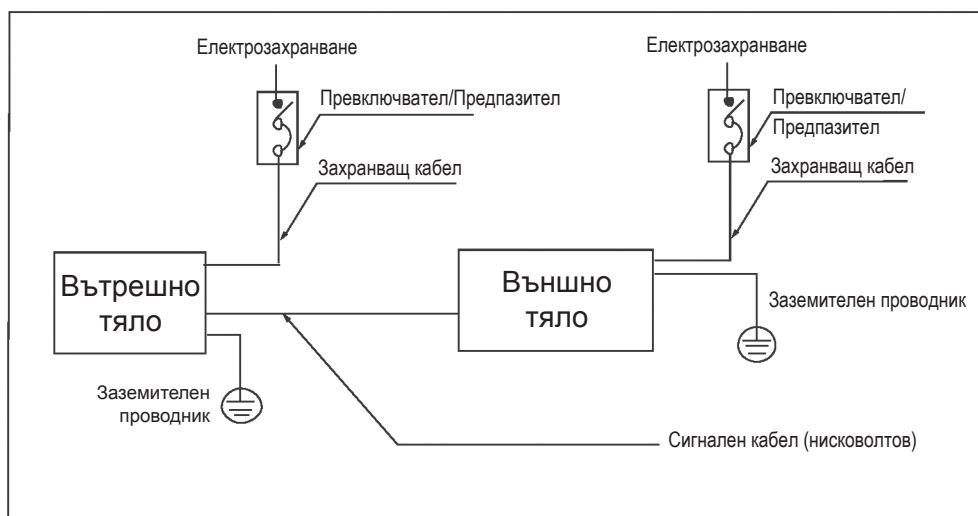 Електрозахранване
Електрозахранване
Превключвател/Предпазител
Превключвател/
Предпазител
Захранващ кабел
Захранващ кабел
Вътрешно
тяло
Външно
тяло
Заземителен проводник
Заземителен
проводник
Сигнален кабел (нисковолтов)